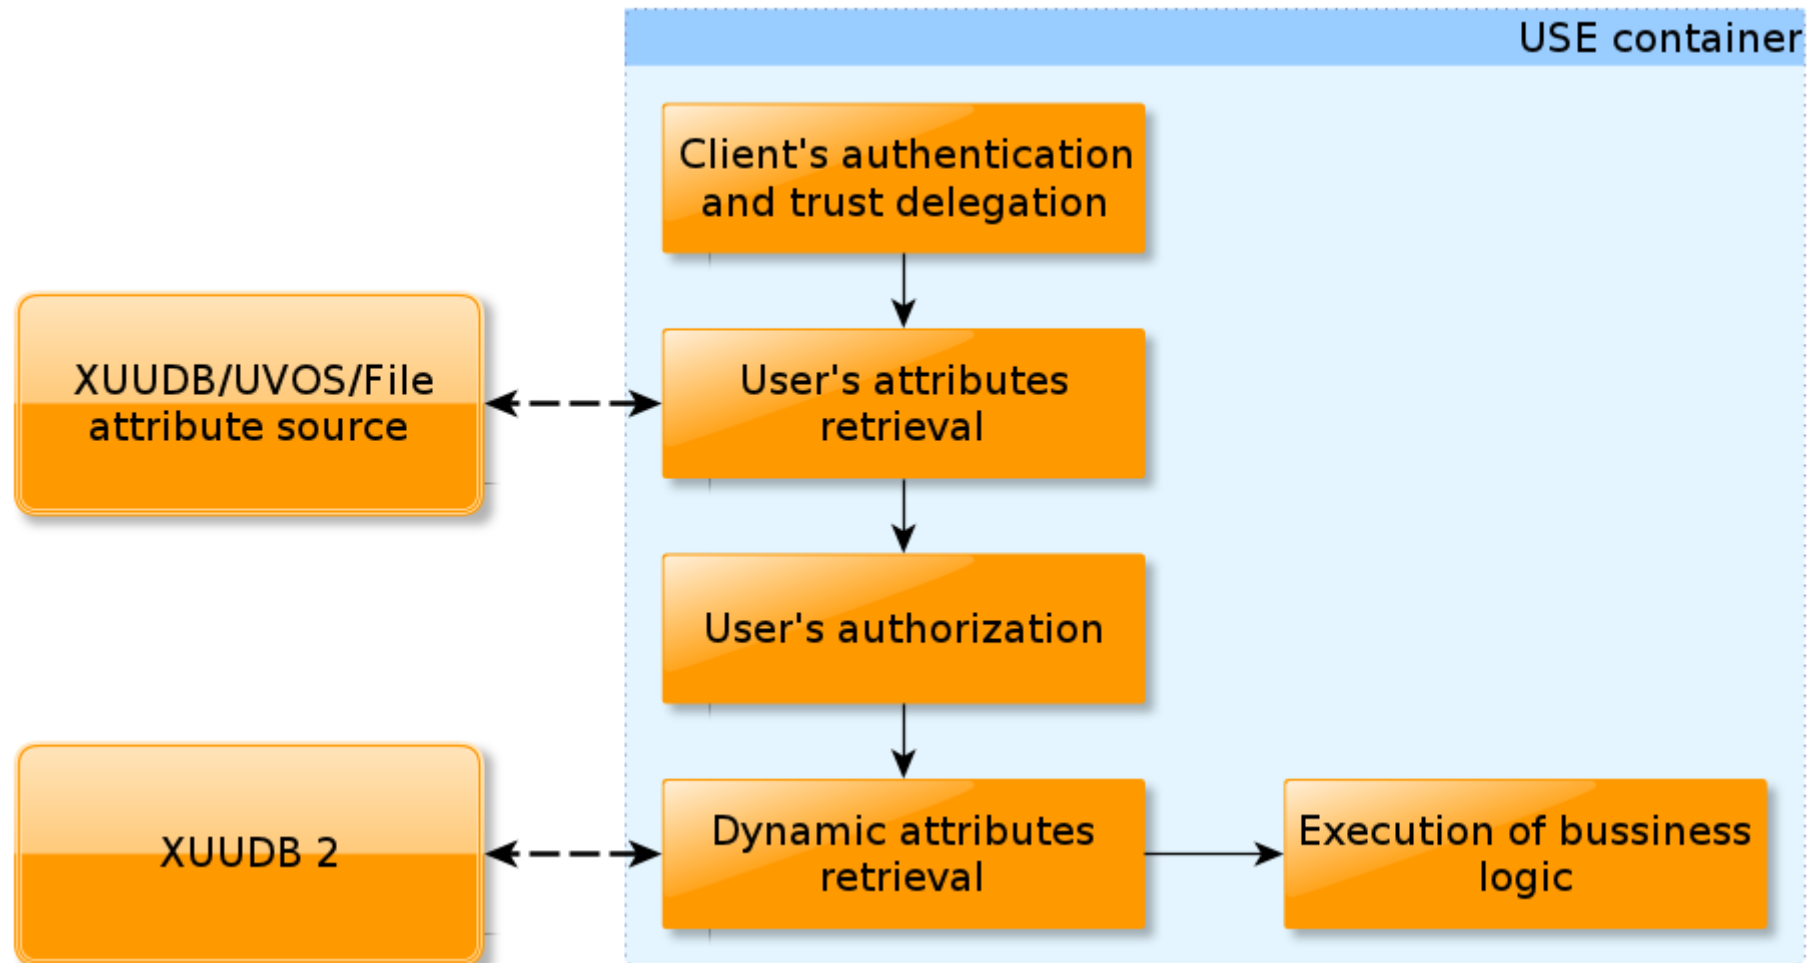 USE container
Client's authentication
and trust delegation
XUUDB/UVOS/File
attribute source
User's attributes
retrieval
User's authorization
XUUDB 2
Dynamic attributes
retrieval
Execution of bussiness
logic